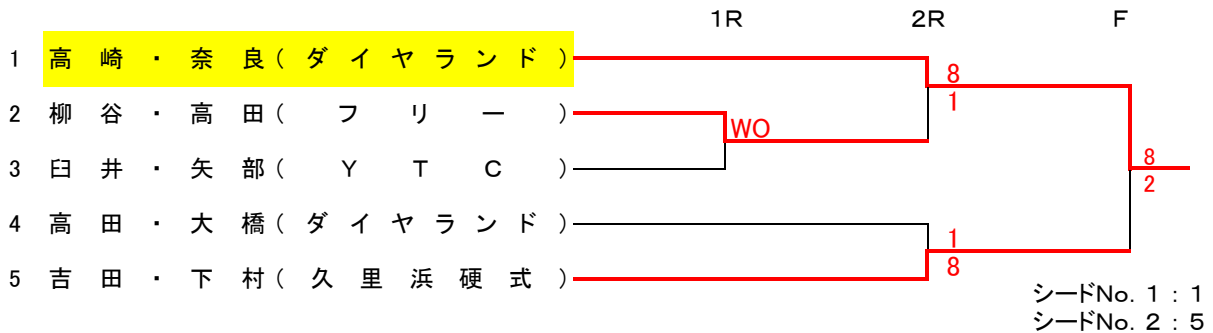 1R 2R F
1 高崎・奈良(ダイヤランド)
8
1
2 柳谷・高田(フリー)
WO
3 臼井・矢部(YTC)
8
2
4 高田・大橋(ダイヤランド)
1
8
5 吉田・下村(久里浜硬式)
シードNo. 1 : 1
シードNo. 2 : 5